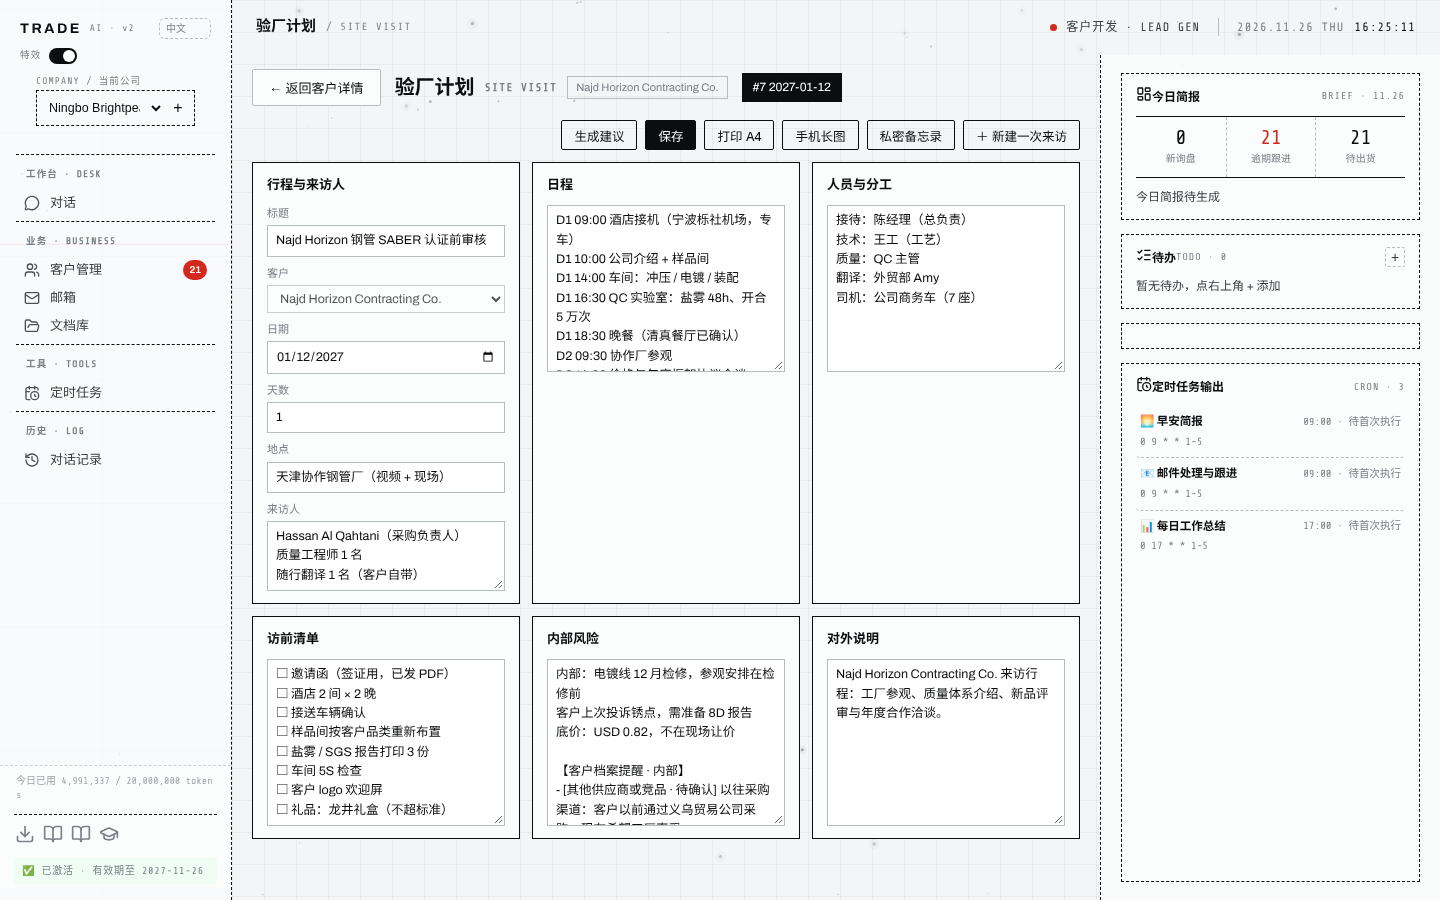 TRADE AI · v2 中文
特效
COMPANY / 当前公司
Ningbo Brightpe +
工作台 · DESK
对话
业务 · BUSINESS
客户管理 21
邮箱
文档库
工具 · TOOLS
定时任务
历史 · LOG
对话记录
今日已用 4,991,337 / 20,000,000 token
s
✅ 已激活 · 有效期至 2027-11-26
验厂计划 / SITE VISIT
客户开发 · LEAD GEN 2026.11.26 THU 16:25:11
← 返回客户详情 验厂计划 SITE VISIT Najd Horizon Contracting Co. #7 2027-01-12
生成建议 保存 打印 A4 手机长图 私密备忘录 + 新建一次来访
行程与来访人
标题
Najd Horizon 钢管 SABER 认证前审核
客户
Najd Horizon Contracting Co.
日期
01/12/2027
天数
1
地点
天津协作钢管厂（视频 + 现场）
来访人
Hassan Al Qahtani（采购负责人）
质量工程师 1 名
随行翻译 1 名（客户自带）
日程
D1 09:00 酒店接机（宁波栎社机场，专
车）
D1 10:00 公司介绍 + 样品间
D1 14:00 车间：冲压 / 电镀 / 装配
D1 16:30 QC 实验室：盐雾 48h、开合
5 万次
D1 18:30 晚餐（清真餐厅已确认）
D2 09:30 协作厂参观
人员与分工
接待：陈经理（总负责）
技术：王工（工艺）
质量：QC 主管
翻译：外贸部 Amy
司机：公司商务车（7 座）
访前清单
☐ 邀请函（签证用，已发 PDF）
☐ 酒店 2 间 × 2 晚
☐ 接送车辆确认
☐ 样品间按客户品类重新布置
☐ 盐雾 / SGS 报告打印 3 份
☐ 车间 5S 检查
☐ 客户 logo 欢迎屏
☐ 礼品：龙井礼盒（不超标准）
内部风险
内部：电镀线 12 月检修，参观安排在检
修前
客户上次投诉锈点，需准备 8D 报告
底价：USD 0.82，不在现场让价
【客户档案提醒 · 内部】
- [其他供应商或竞品 · 待确认] 以往采购
渠道：客户以前通过义乌贸易公司采
对外说明
Najd Horizon Contracting Co. 来访行
程：工厂参观、质量体系介绍、新品评
审与年度合作洽谈。
今日简报 BRIEF · 11.26
0 21 21
新询盘 逾期跟进 待出货
今日简报待生成
待办 TODO · 0 +
暂无待办，点右上角 + 添加
定时任务输出 CRON · 3
🌅 早安简报 09:00 · 待首次执行
0 9 * * 1-5
📧 邮件处理与跟进 09:00 · 待首次执行
0 9 * * 1-5
📊 每日工作总结 17:00 · 待首次执行
0 17 * * 1-5